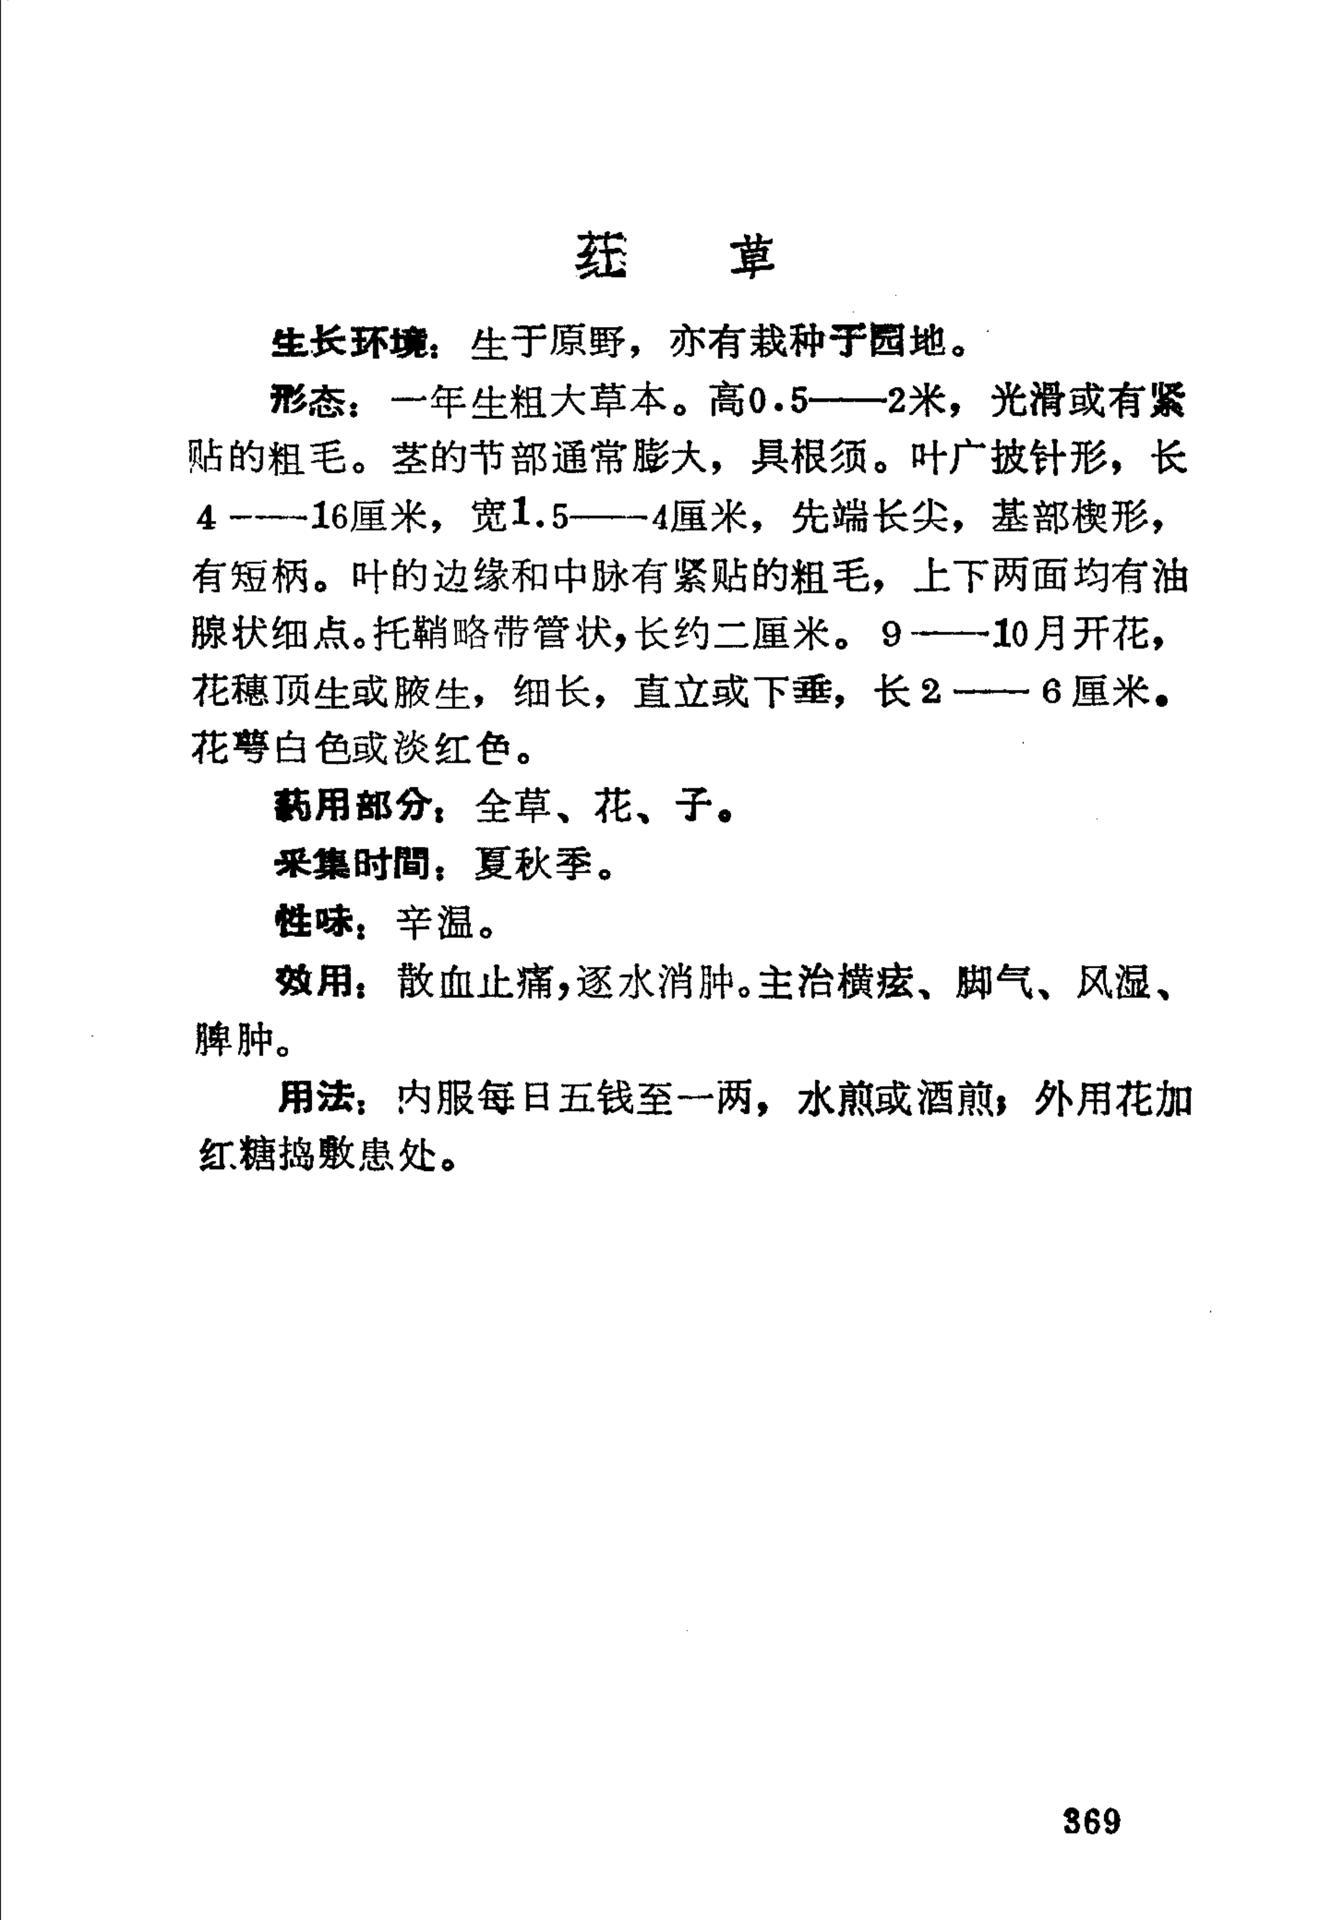 荭 草
生长环境：生于原野，亦有栽种于园地。
形态：一年生粗大草本。高0.5——2米，光滑或有紧
贴的粗毛。茎的节部通常膨大，具根须。叶广披针形，长
4——16厘米，宽1.5——4厘米，先端长尖，基部楔形，
有短柄。叶的边缘和中脉有紧贴的粗毛，上下两面均有油
腺状细点。托鞘略带管状，长约二厘米。9——10月开花，
花穗顶生或腋生，细长，直立或下垂，长2——6厘米。
花萼白色或淡红色。
药用部分：全草、花、子。
采集时間：夏秋季。
性味：辛温。
效用：散血止痛，逐水消肿。主治横痃、脚气、风湿、
脾肿。
用法：内服每日五钱至一两，水煎或酒煎；外用花加
红糖捣敷患处。
369